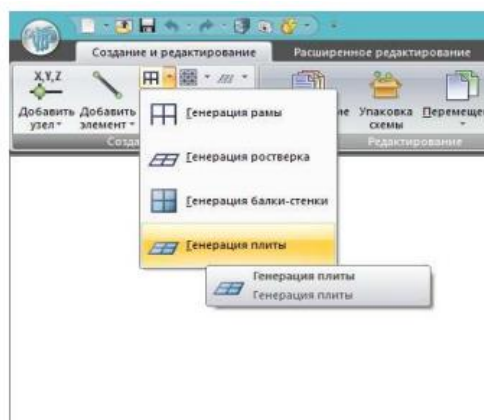 Создание и редактирование
Расширенное редактирование
X,Y,Z
Добавить узел
Добавить элемент
Упаковка схемы
Редактирование
Генерация рамы
Генерация ростверка
Генерация балки-стенки
Генерация плиты
Генерация плиты
Генерация плиты